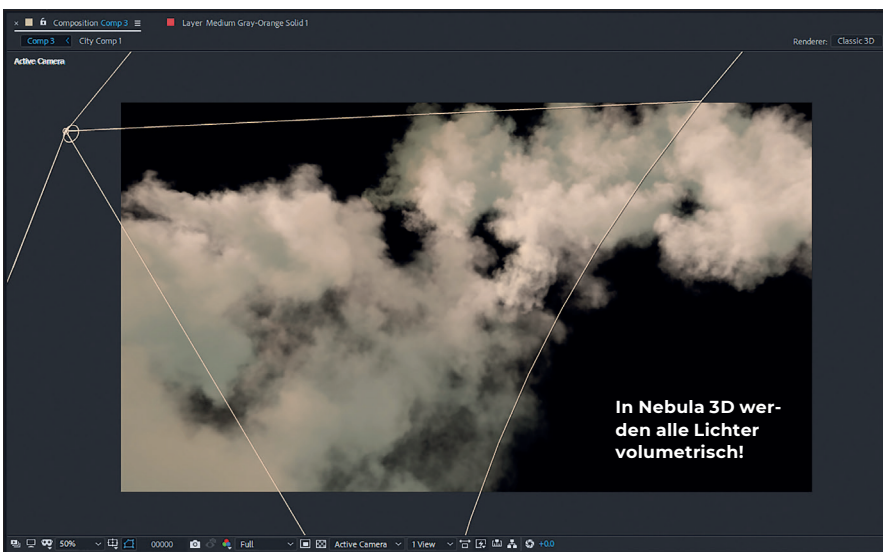 × Composition Comp 3 ≡ Layer Medium Gray-Orange Solid 1
Comp 3 < City Comp 1
Renderer: Classic 3D
Active Camera
In Nebula 3D wer-
den alle Lichter
volumetrisch!
50% 00000 Full Active Camera 1 View +0.0